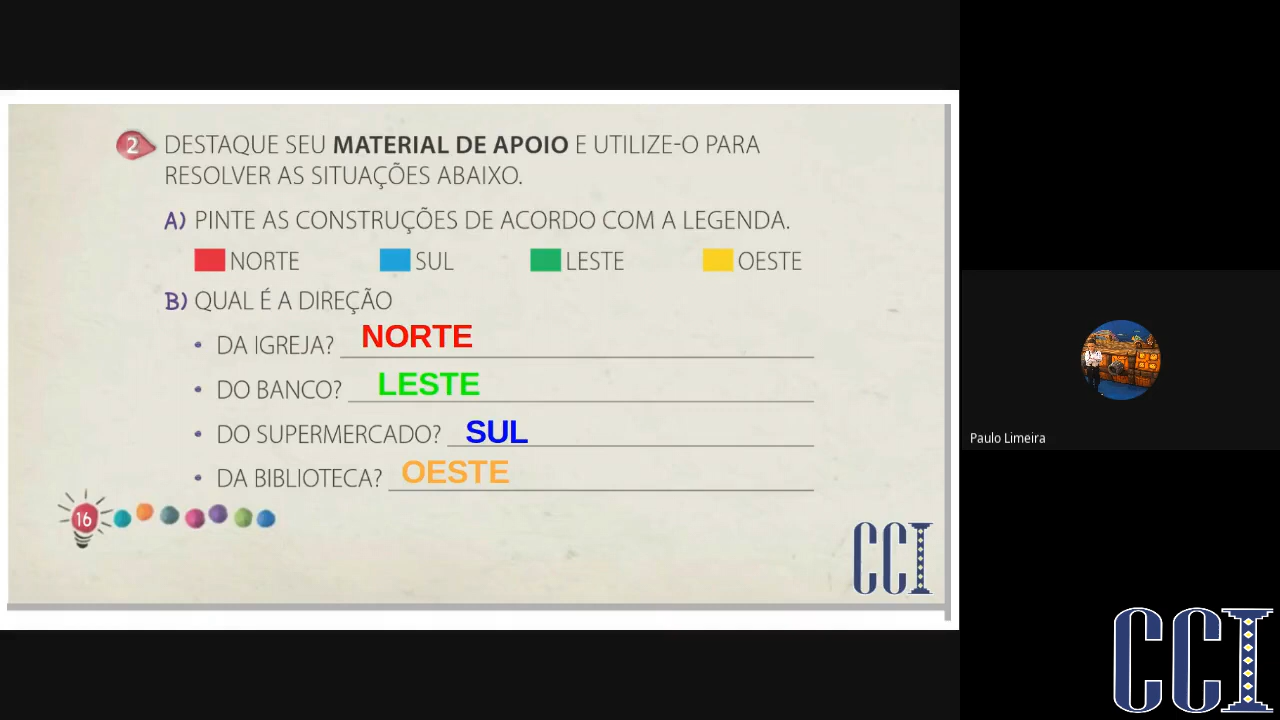 2 DESTAQUE SEU MATERIAL DE APOIO E UTILIZE-O PARA
RESOLVER AS SITUAÇÕES ABAIXO.
A) PINTE AS CONSTRUÇÕES DE ACORDO COM A LEGENDA.
NORTE SUL LESTE OESTE
B) QUAL É A DIREÇÃO
• DA IGREJA? NORTE
• DO BANCO? LESTE
• DO SUPERMERCADO? SUL
• DA BIBLIOTECA? OESTE
16
CCI
Paulo Limeira
CCI